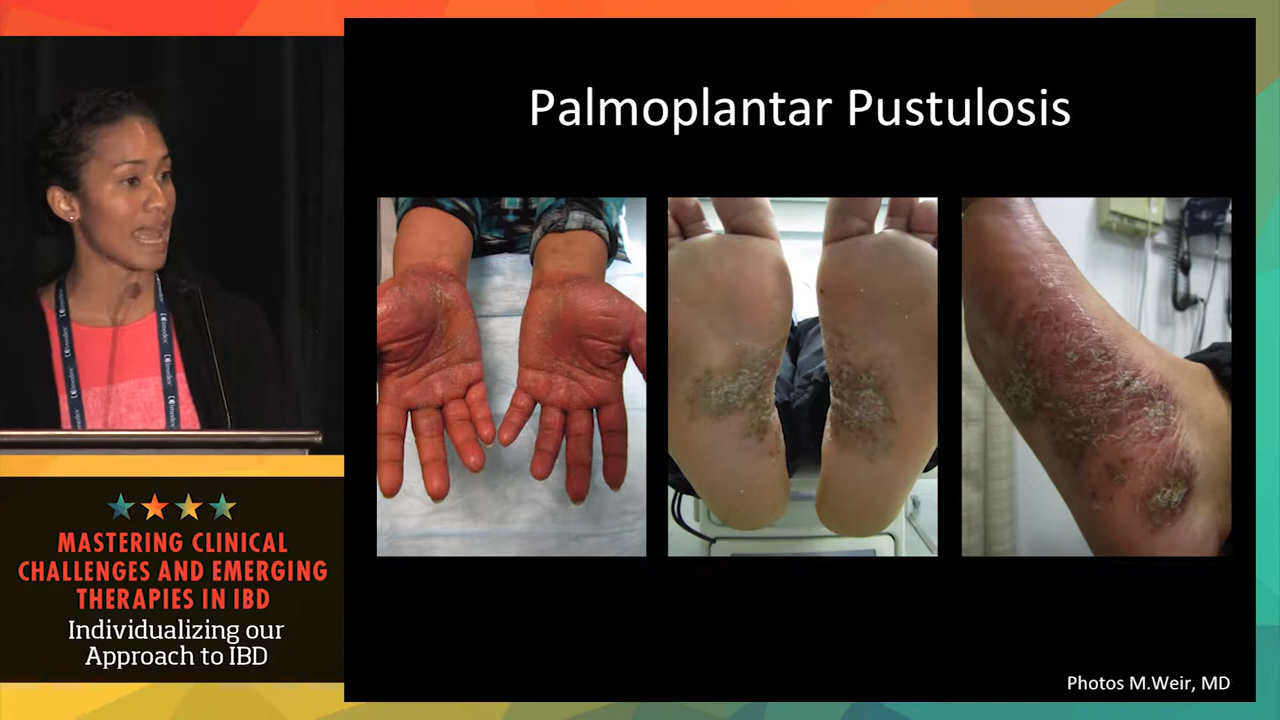 Palmoplantar Pustulosis
MASTERING CLINICAL
CHALLENGES AND EMERGING
THERAPIES IN IBD
Individualizing our
Approach to IBD
Photos M.Weir, MD